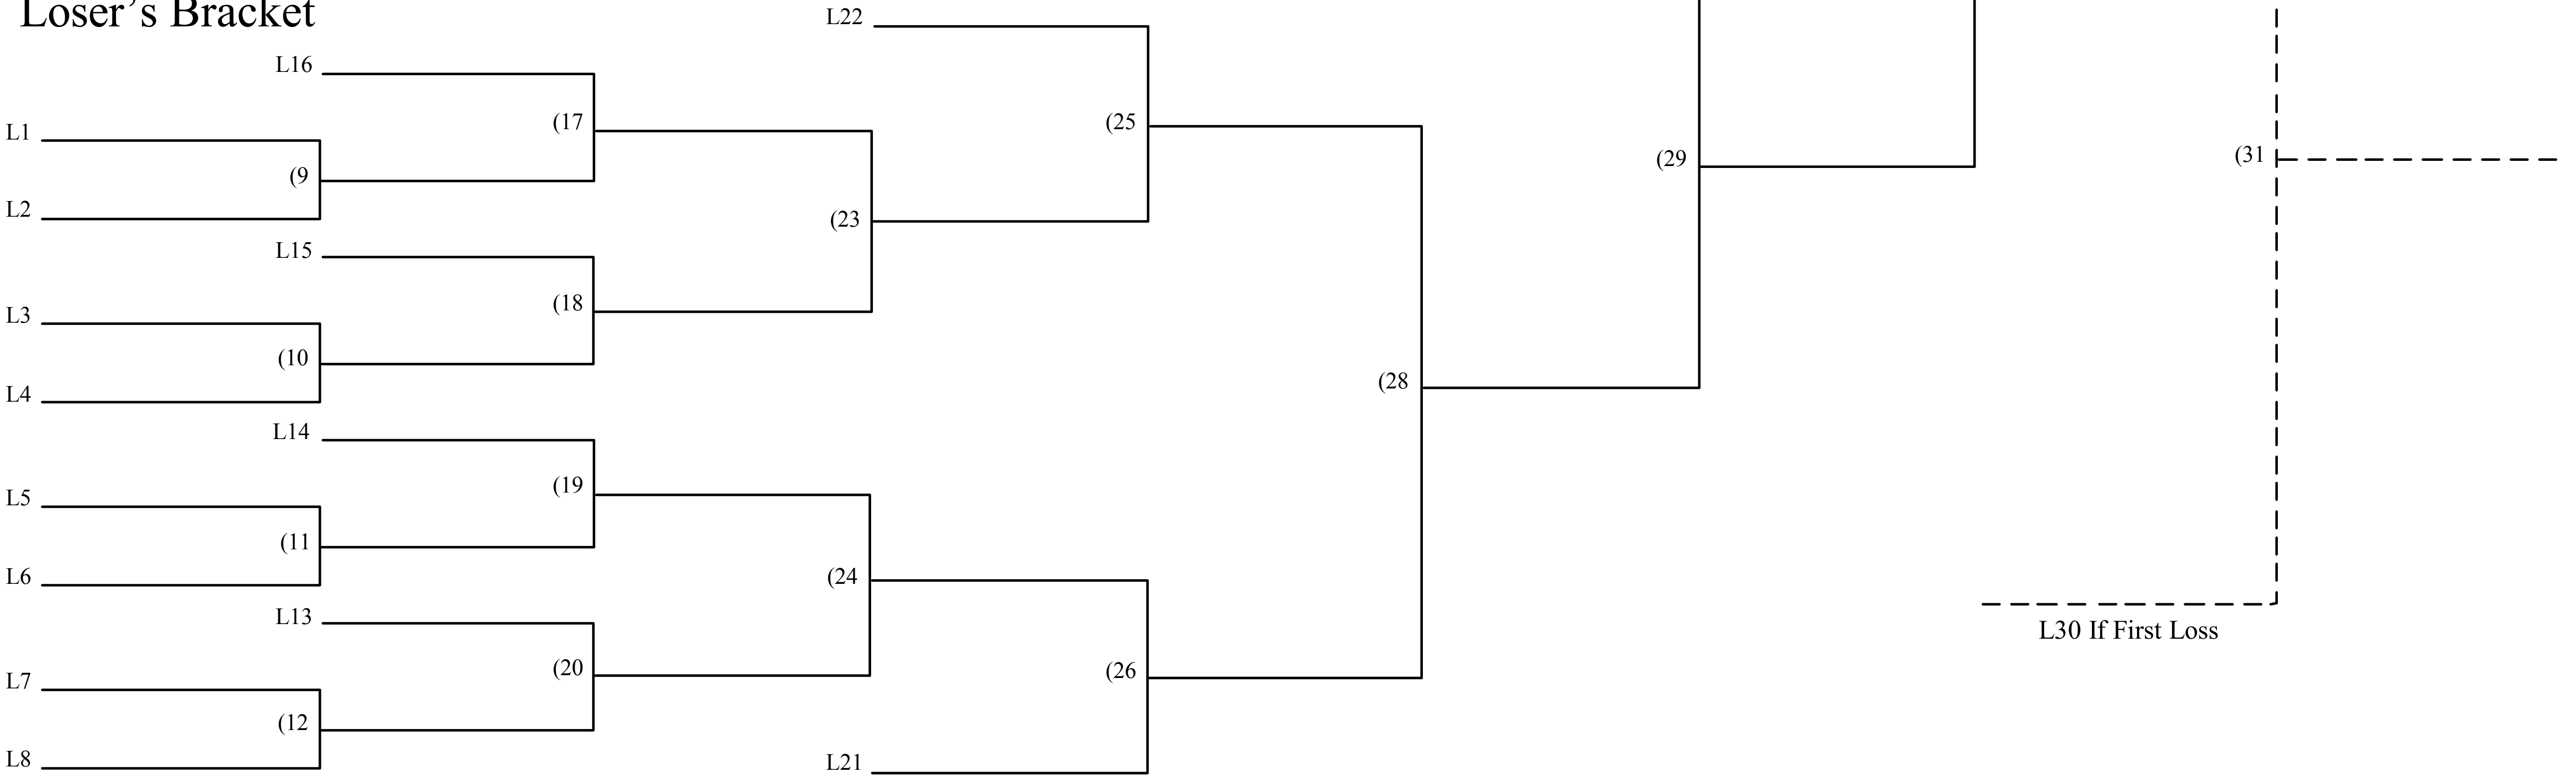 Loser's Bracket
L22
L16
(17
(25
L1
(9
(29
(31
L2
(23
L15
L3
(18
(10
(28
L4
L14
(19
L5
(11
(24
L6
L13
L30 If First Loss
(20
(26
L7
(12
L8
L21